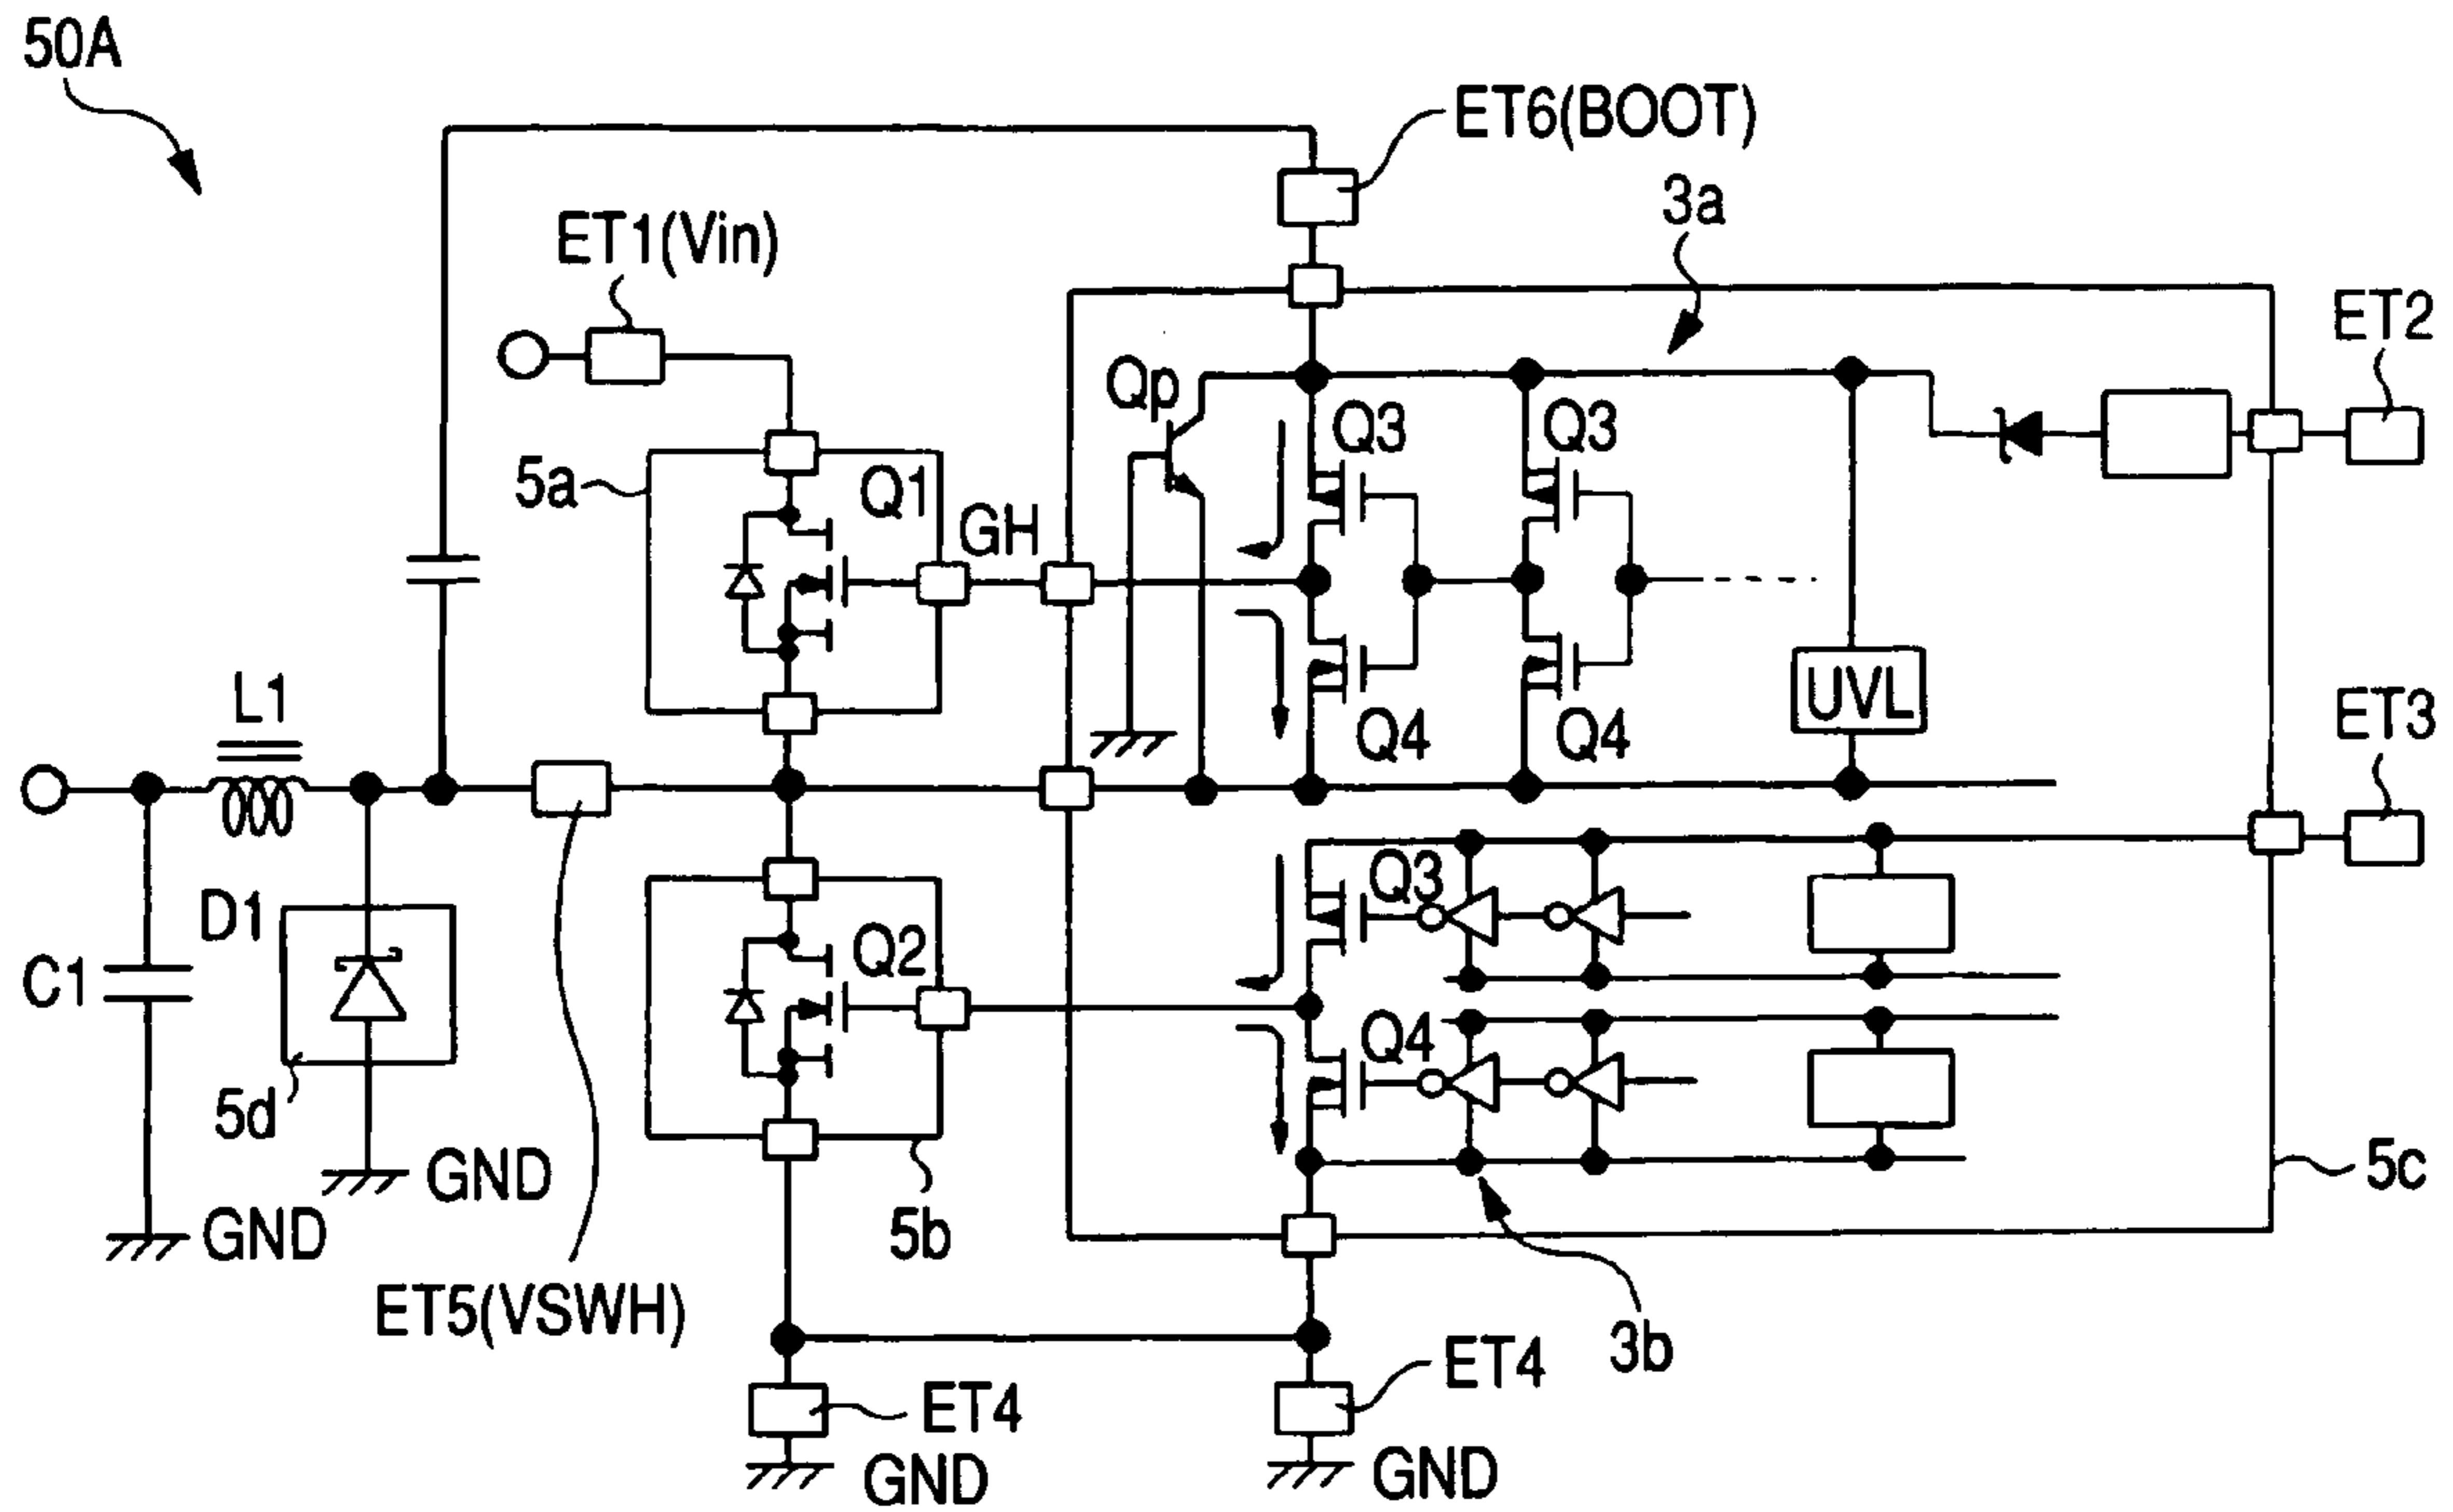 50A
ET6(BOOT)
3a
ET1(Vin)
ET2
Qp
Q3
Q3
5a
Q1
GH
UVL
L1
Q4
Q4
ET3
D1
Q3
Q2
C1
Q4
5d
GND
5c
GND
5b
ET5(VSWH)
3b
ET4
ET4
GND
GND